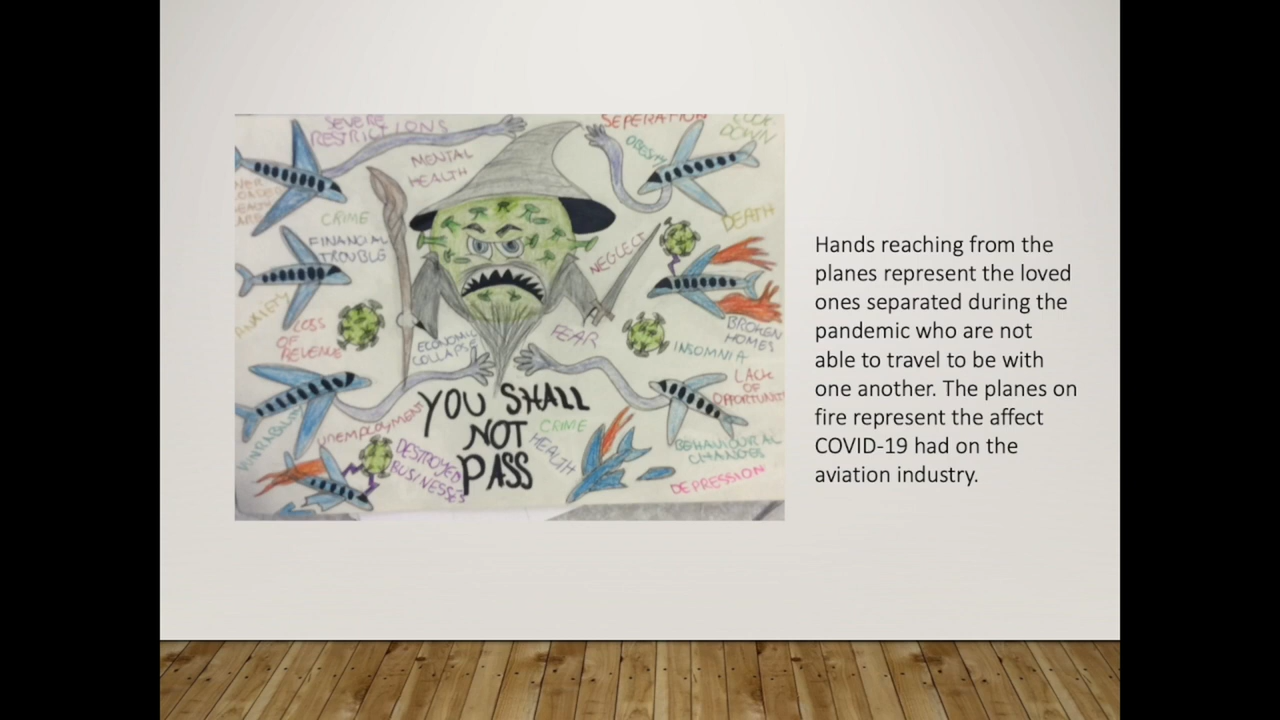 SEVERE
RESTRICTIONS
MENTAL
HEALTH
SEPERATION
LOCK
DOWN
OBESITY
CRIME
FINANCIAL
TROUBLE
DEATH
NEGLECT
ANXIETY
LOSS
OF
REVENUE
ECONOMIC
COLLAPSE
FEAR
BROKEN
HOMES
INSOMNIA
LACK
OF
OPPORTUNIT
UNEMPLOYMENT
YOU SHALL
NOT
PASS
CRIME
HEALTH
DESTROYED
BUSINESSES
BEHAVIOURAL
CHANGES
DEPRESSION
Hands reaching from the
planes represent the loved
ones separated during the
pandemic who are not
able to travel to be with
one another. The planes on
fire represent the affect
COVID-19 had on the
aviation industry.